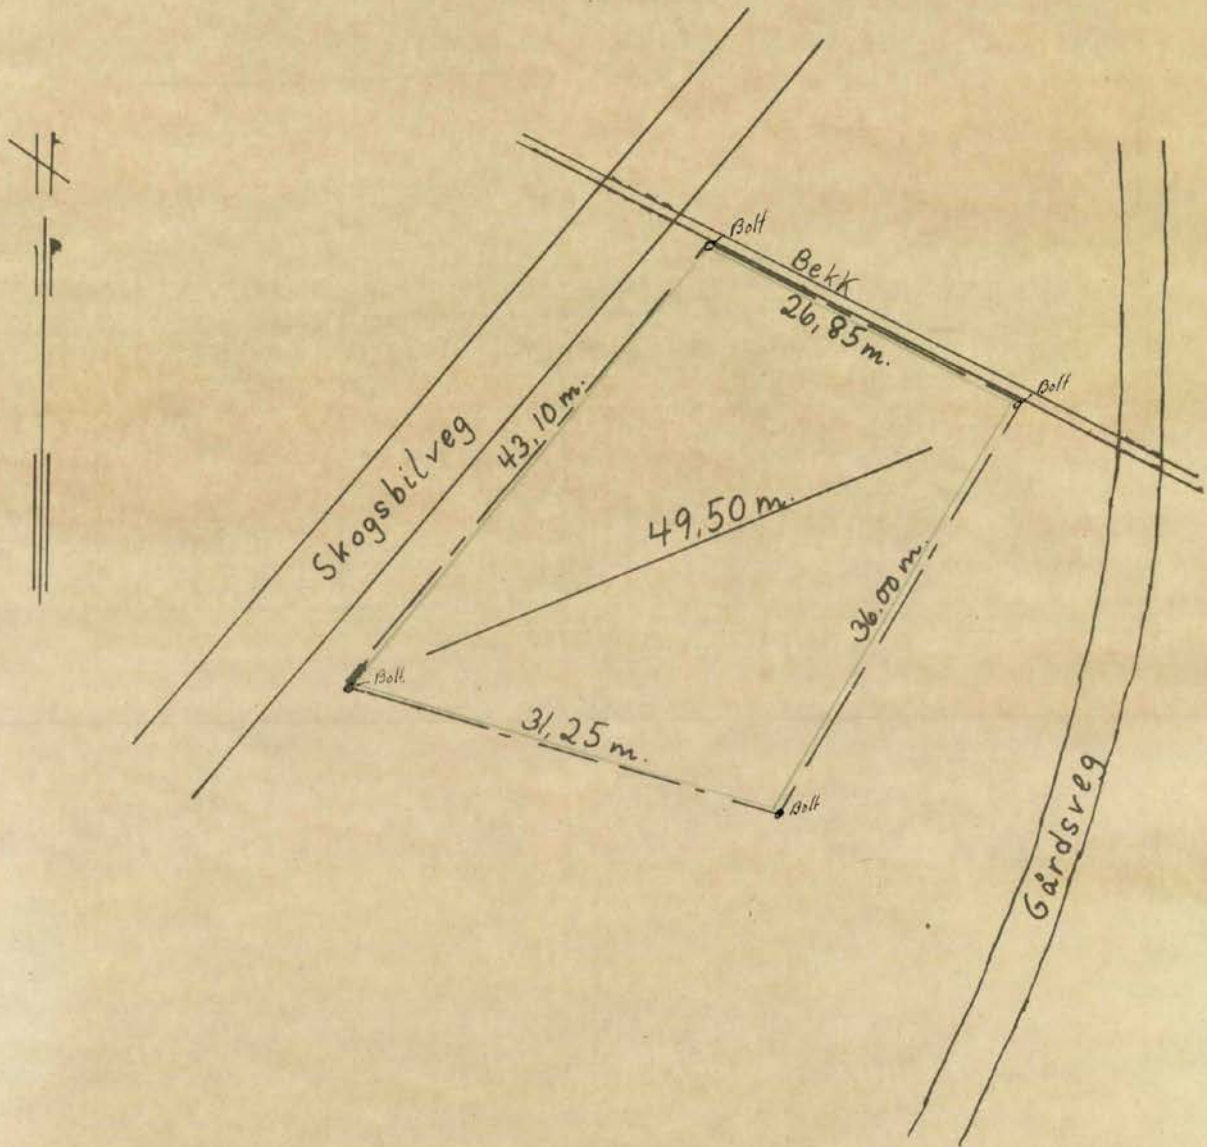 Bolt
Bekk
26,85 m.
Bolt
43,10 m.
Skogsbilveg
49,50 m.
36.00 m.
Bolt
31,25 m.
Bolt
Gårdsveg